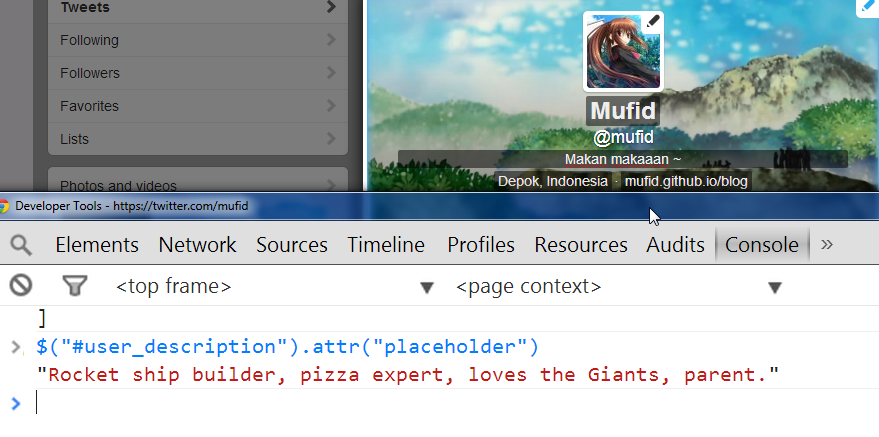 Tweets
Following
Followers
Favorites
Lists
Photos and videos
Mufid
@mufid
Makan makaaan ~
Depok, Indonesia · mufid.github.io/blog
Developer Tools - https://twitter.com/mufid
Elements Network Sources Timeline Profiles Resources Audits Console »
<top frame> ▼ <page context> ▼
]
> $("#user_description").attr("placeholder")
"Rocket ship builder, pizza expert, loves the Giants, parent."
>